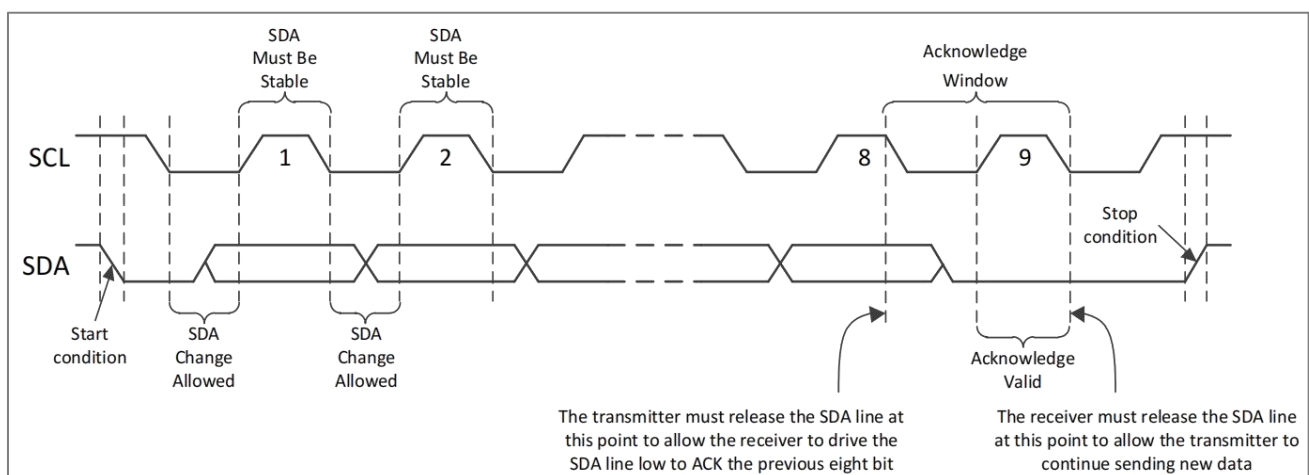 SDA
Must Be
Stable
SDA
Must Be
Stable
Acknowledge
Window
SCL
1
2
8
9
Stop
condition
SDA
Start
condition
SDA
Change
Allowed
SDA
Change
Allowed
Acknowledge
Valid
The transmitter must release the SDA line at
this point to allow the receiver to drive the
SDA line low to ACK the previous eight bit
The receiver must release the SDA line
at this point to allow the transmitter to
continue sending new data